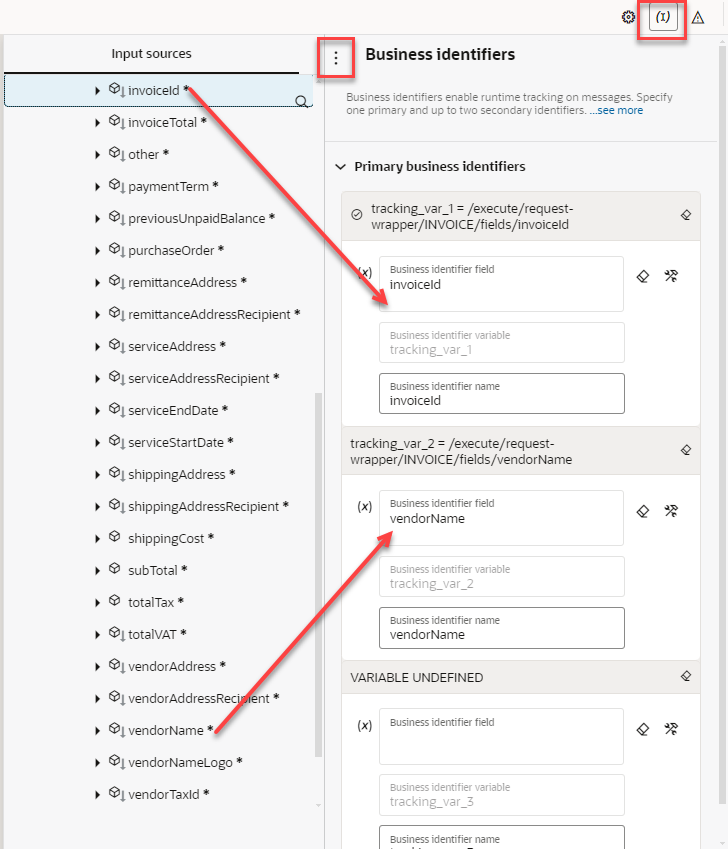 (I)
Input sources
invoiceId *
invoiceTotal *
other *
paymentTerm *
previousUnpaidBalance *
purchaseOrder *
remittanceAddress *
remittanceAddressRecipient *
serviceAddress *
serviceAddressRecipient *
serviceEndDate *
serviceStartDate *
shippingAddress *
shippingAddressRecipient *
shippingCost *
subTotal *
totalTax *
totalVAT *
vendorAddress *
vendorAddressRecipient *
vendorName *
vendorNameLogo *
vendorTaxId *
Business identifiers
Business identifiers enable runtime tracking on messages. Specify
one primary and up to two secondary identifiers. ...see more
Primary business identifiers
tracking_var_1 = /execute/request-
wrapper/INVOICE/fields/invoiceId
(x)
Business identifier field
invoiceId
Business identifier variable
tracking_var_1
Business identifier name
invoiceId
tracking_var_2 = /execute/request-
wrapper/INVOICE/fields/vendorName
(x)
Business identifier field
vendorName
Business identifier variable
tracking_var_2
Business identifier name
vendorName
VARIABLE UNDEFINED
(x)
Business identifier field
Business identifier variable
tracking_var_3
Business identifier name